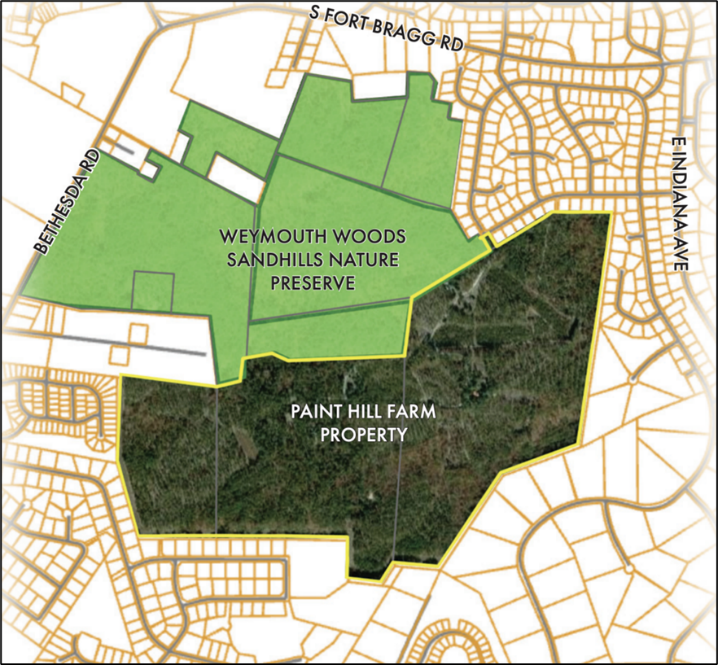 S FORT BRAGG RD
E INDIANA AVE
BETHESDA RD
WEYMOUTH WOODS
SANDHILLS NATURE
PRESERVE
PAINT HILL FARM
PROPERTY